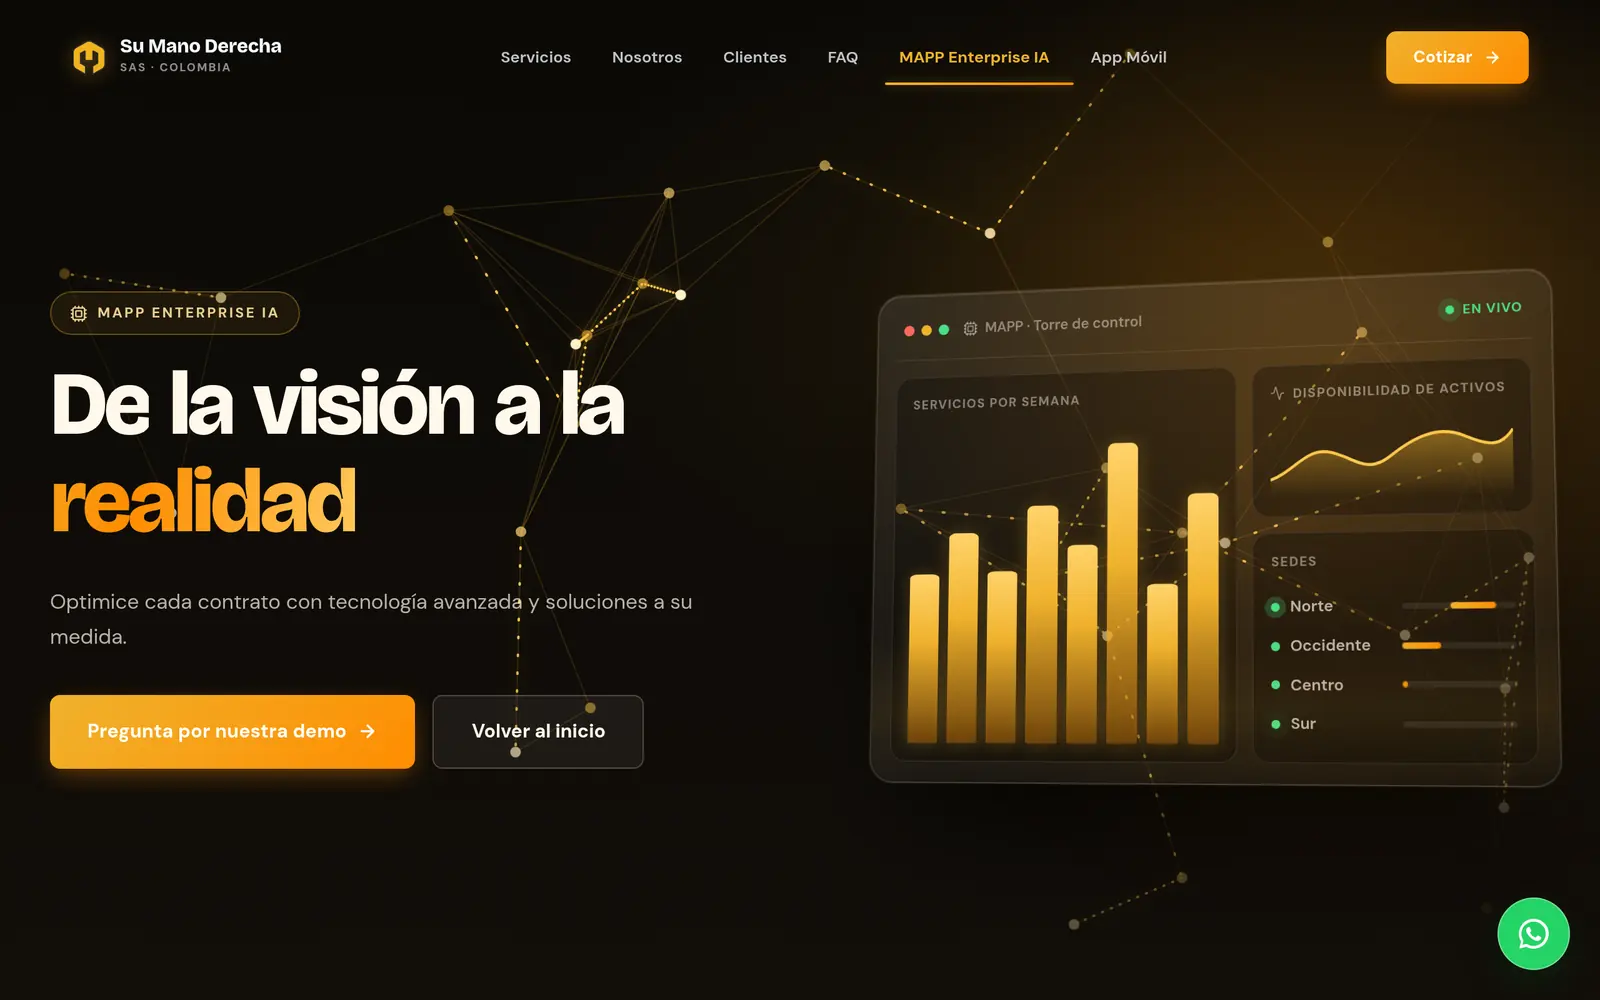 Su Mano Derecha
SAS · COLOMBIA
Servicios
Nosotros
Clientes
FAQ
MAPP Enterprise IA
App Móvil
Cotizar →
MAPP ENTERPRISE IA
De la visión a la
realidad
Optimice cada contrato con tecnología avanzada y soluciones a su
medida.
Pregunta por nuestra demo →
Volver al inicio
MAPP · Torre de control
EN VIVO
SERVICIOS POR SEMANA
DISPONIBILIDAD DE ACTIVOS
SEDES
Norte
Occidente
Centro
Sur